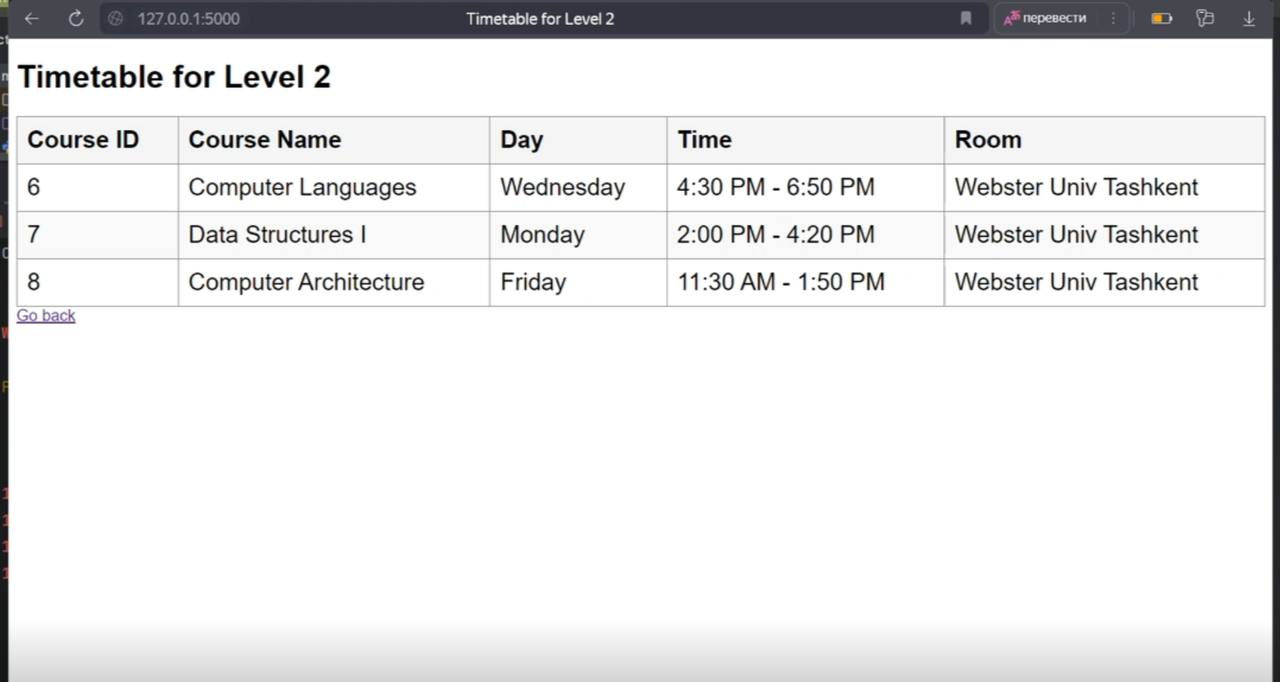 127.0.0.1:5000 Timetable for Level 2 перевести
Timetable for Level 2
Course ID Course Name Day Time Room
6 Computer Languages Wednesday 4:30 PM - 6:50 PM Webster Univ Tashkent
7 Data Structures I Monday 2:00 PM - 4:20 PM Webster Univ Tashkent
8 Computer Architecture Friday 11:30 AM - 1:50 PM Webster Univ Tashkent
Go back